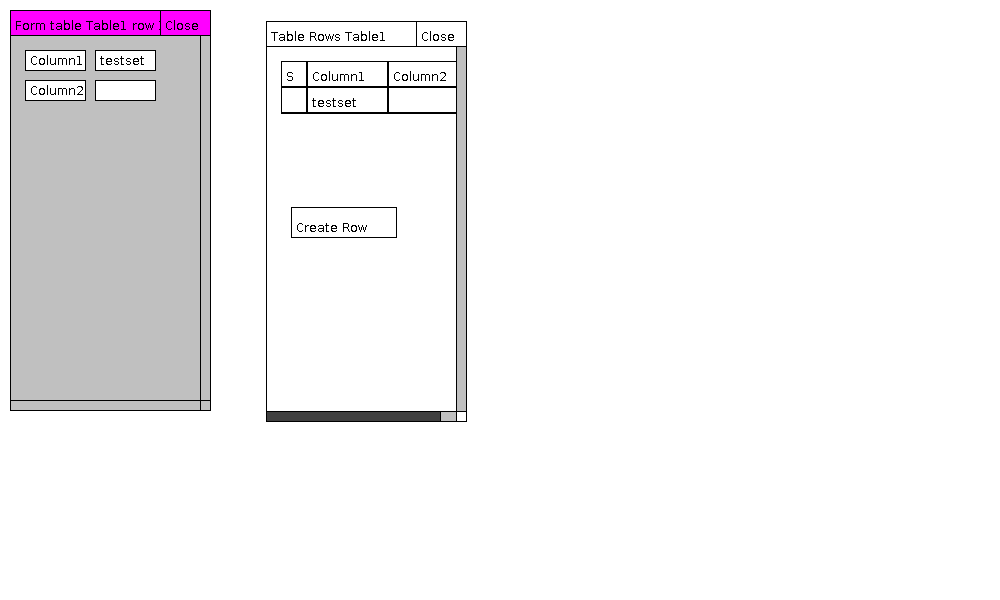 Form table Table1 row
Close
Column1
testset
Column2
Table Rows Table1
Close
S
Column1
Column2
testset
Create Row